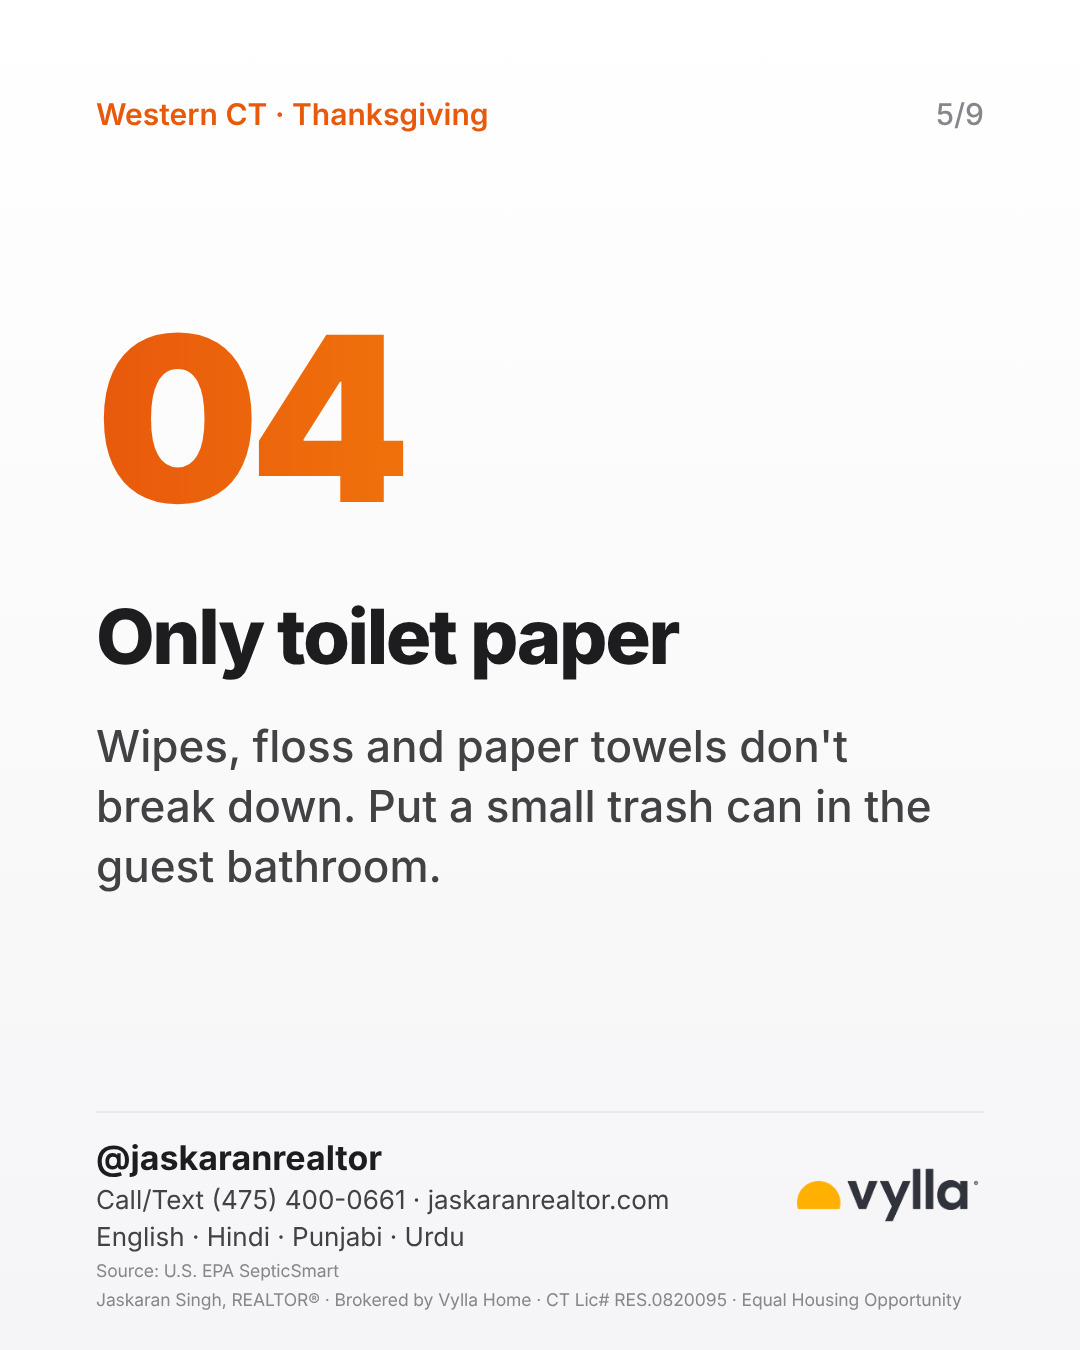 Western CT · Thanksgiving
5/9
04
Only toilet paper
Wipes, floss and paper towels don't
break down. Put a small trash can in the
guest bathroom.
@jaskaranrealtor
Call/Text (475) 400-0661 · jaskaranrealtor.com
English · Hindi · Punjabi · Urdu
vylla
Source: U.S. EPA SepticSmart
Jaskaran Singh, REALTOR® · Brokered by Vylla Home · CT Lic# RES.0820095 · Equal Housing Opportunity